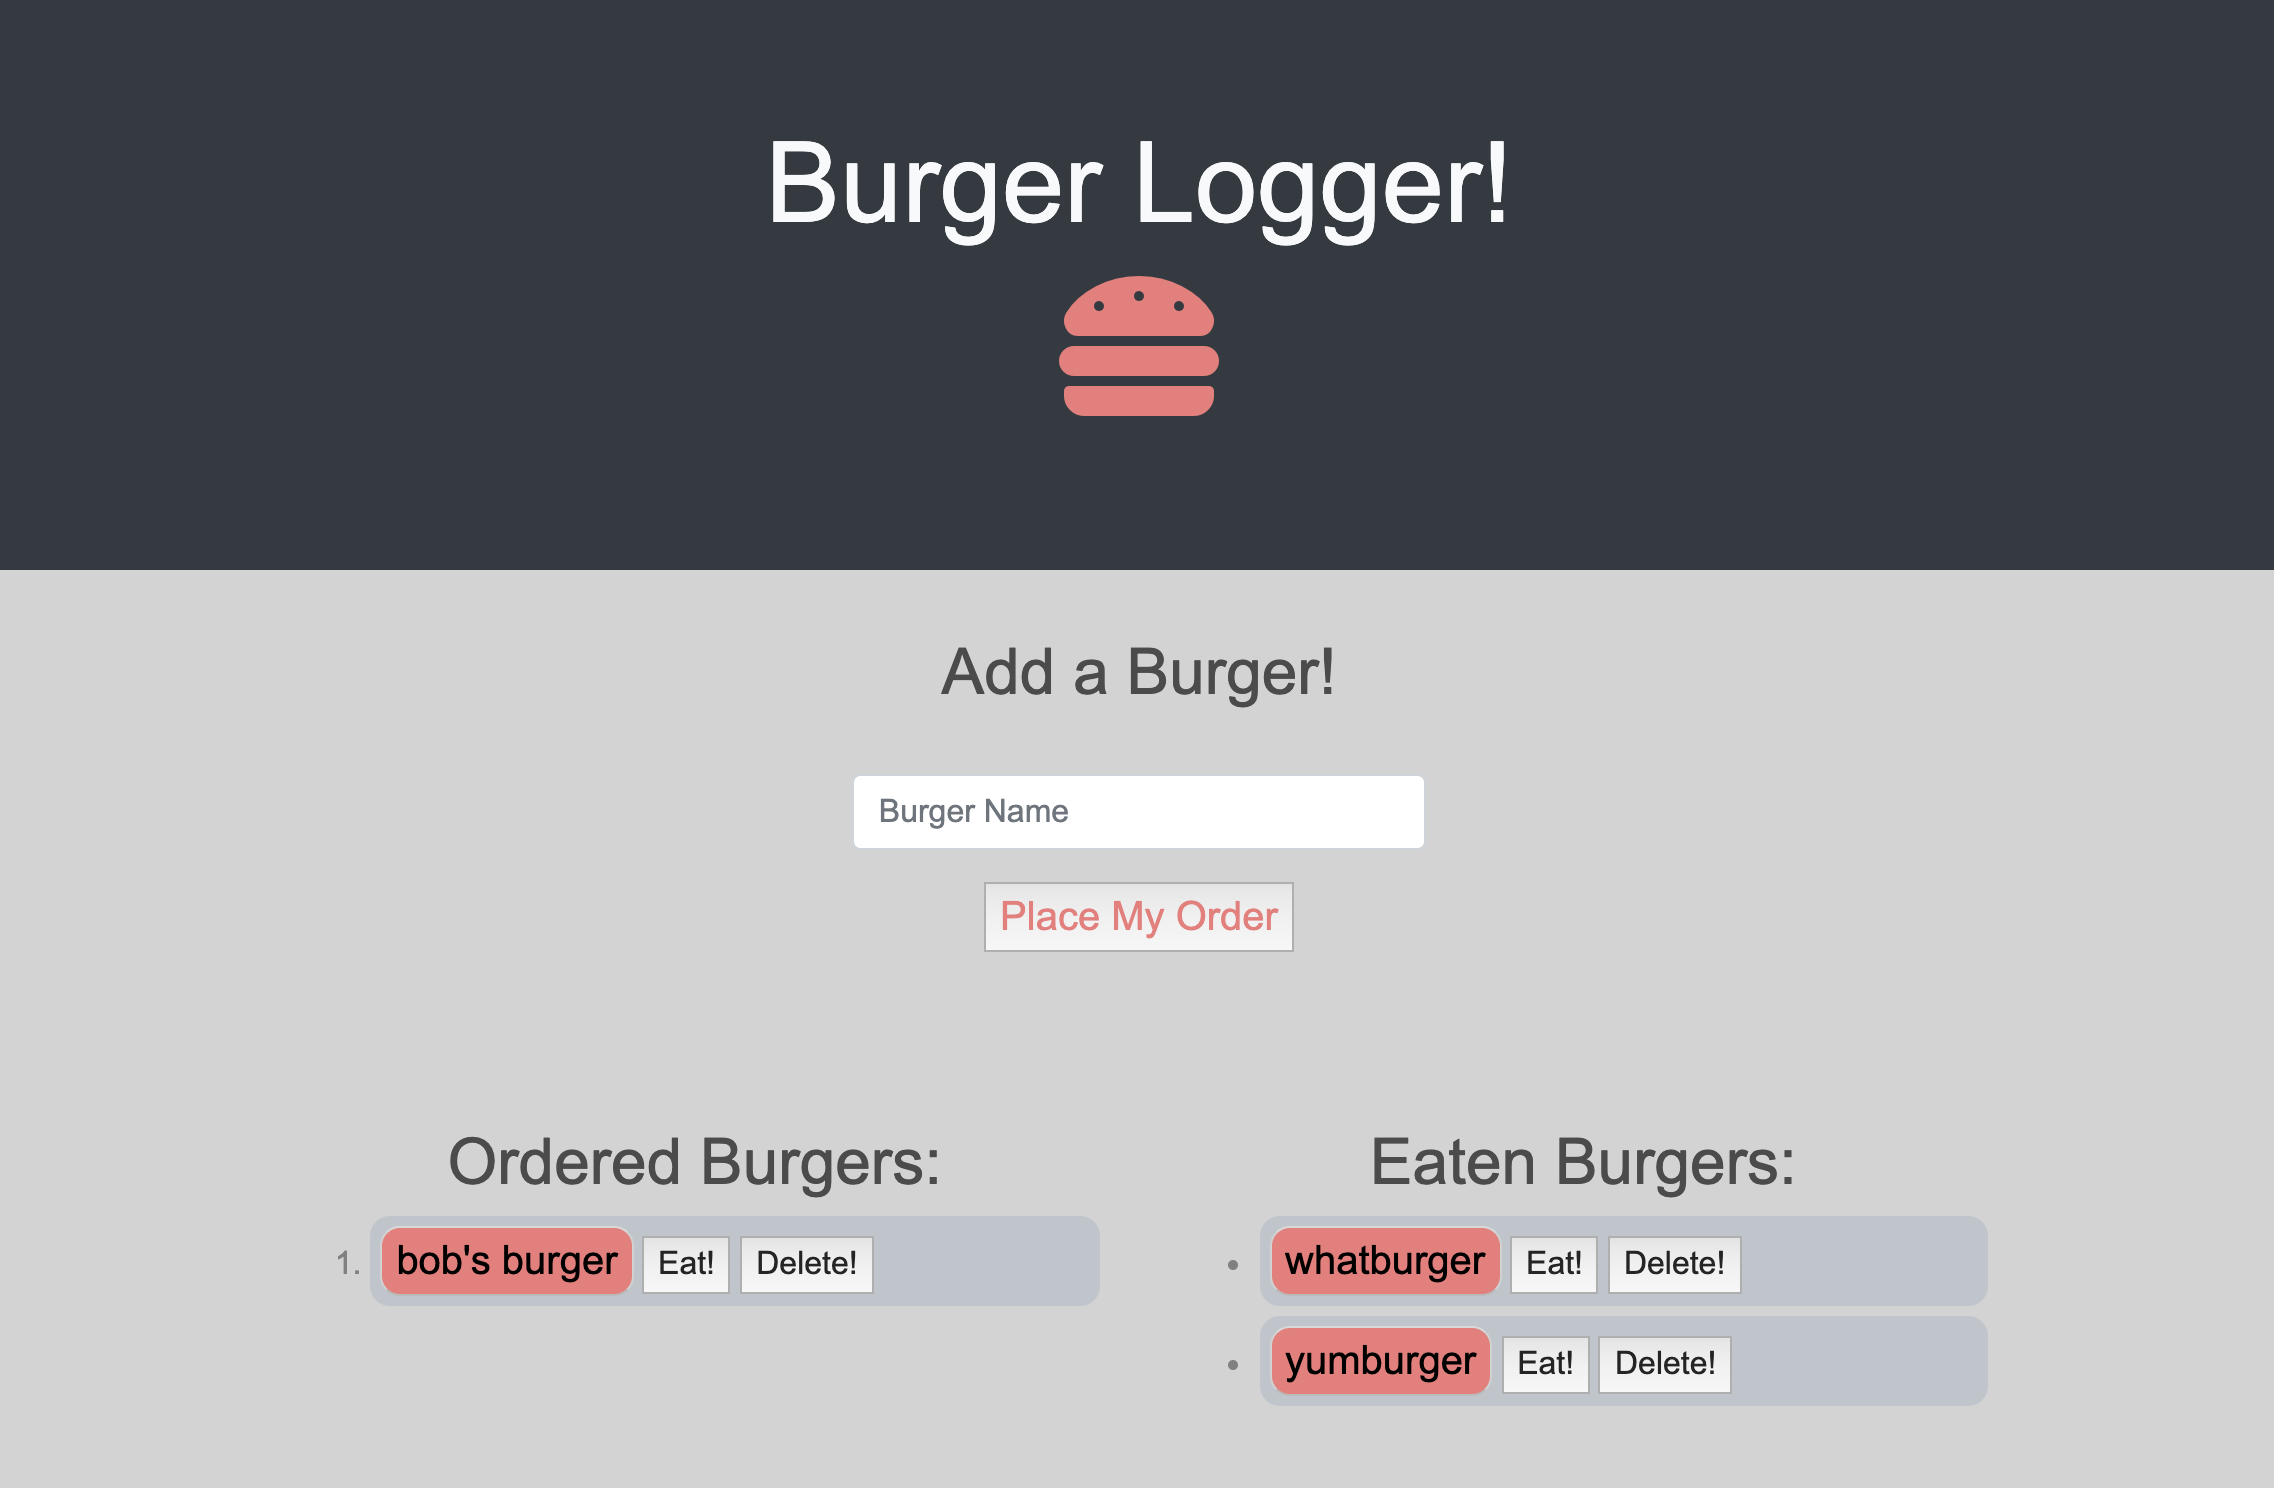 Burger Logger!
Add a Burger!
Burger Name
Place My Order
Ordered Burgers:
1. bob's burger Eat! Delete!
Eaten Burgers:
• whatburger Eat! Delete!
• yumburger Eat! Delete!